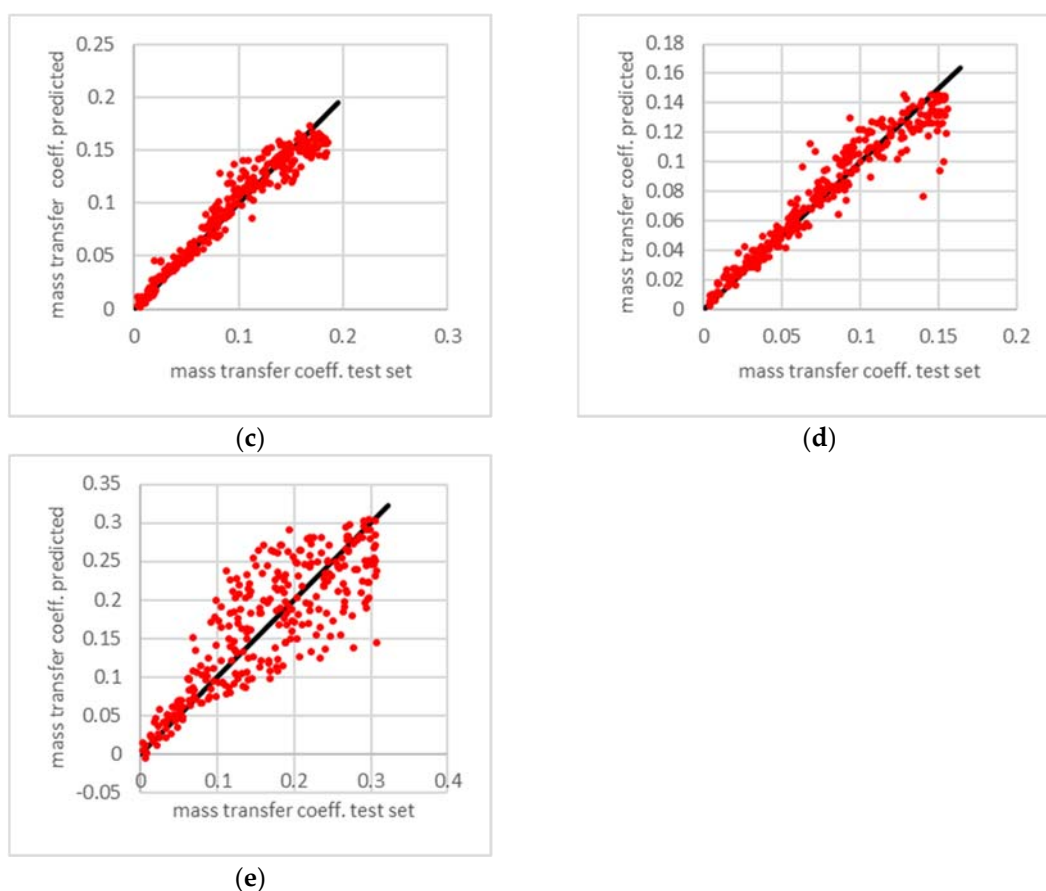 0.25
0.2
0.15
0.1
0.05
0
0 0.1 0.2 0.3
mass transfer coeff. predicted
mass transfer coeff. test set
(c)
0.18
0.16
0.14
0.12
0.1
0.08
0.06
0.04
0.02
0
0 0.05 0.1 0.15 0.2
mass transfer coeff. predicted
mass transfer coeff. test set
(d)
0.35
0.3
0.25
0.2
0.15
0.1
0.05
0
-0.05
0 0.1 0.2 0.3 0.4
mass transfer coeff. predicted
mass transfer coeff. test set
(e)